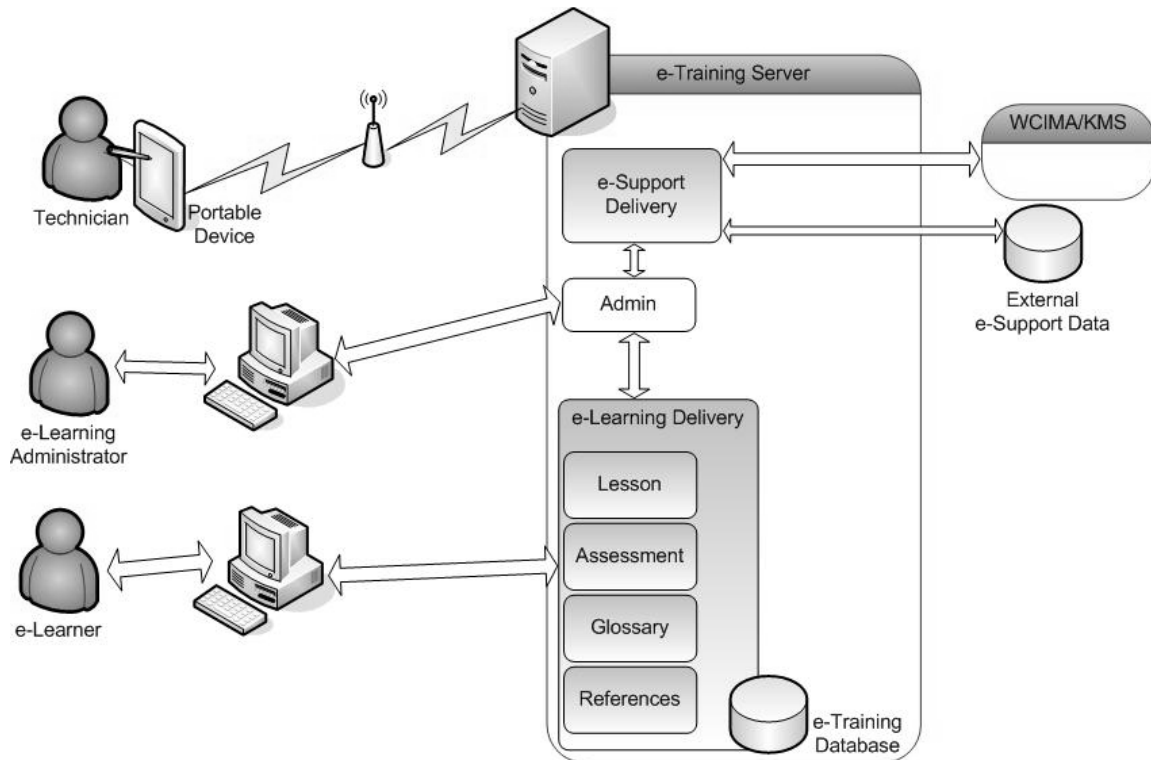 e-Training Server
WCIMA/KMS
e-Support
Delivery
Technician
Portable
Device
Admin
External
e-Support Data
e-Learning
Administrator
e-Learning Delivery
Lesson
Assessment
Glossary
References
e-Learner
e-Training
Database